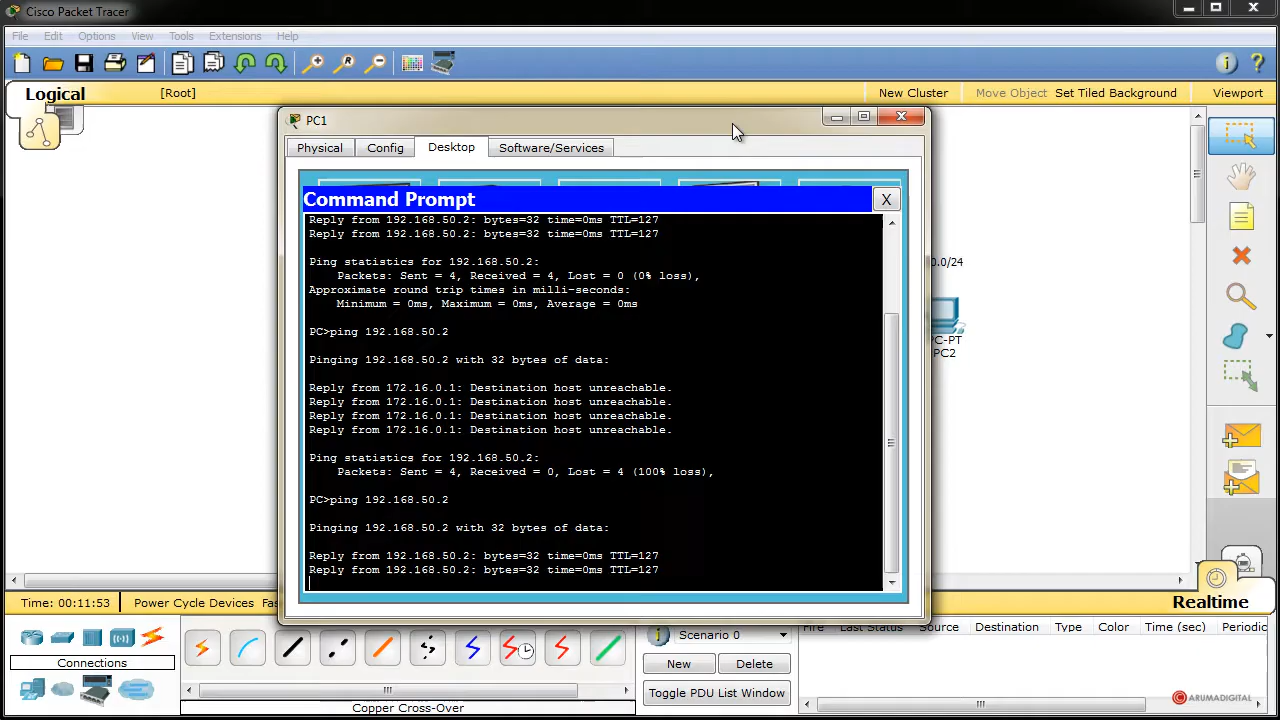 Cisco Packet Tracer
File Edit Options View Tools Extensions Help
Logical [Root] New Cluster Move Object Set Tiled Background Viewport
PC1
Physical Config Desktop Software/Services
Command Prompt X
Reply from 192.168.50.2: bytes=32 time=0ms TTL=127
Reply from 192.168.50.2: bytes=32 time=0ms TTL=127
Ping statistics for 192.168.50.2:
Packets: Sent = 4, Received = 4, Lost = 0 (0% loss),
Approximate round trip times in milli-seconds:
Minimum = 0ms, Maximum = 0ms, Average = 0ms
PC>ping 192.168.50.2
Pinging 192.168.50.2 with 32 bytes of data:
Reply from 172.16.0.1: Destination host unreachable.
Reply from 172.16.0.1: Destination host unreachable.
Reply from 172.16.0.1: Destination host unreachable.
Reply from 172.16.0.1: Destination host unreachable.
Ping statistics for 192.168.50.2:
Packets: Sent = 4, Received = 0, Lost = 4 (100% loss),
PC>ping 192.168.50.2
Pinging 192.168.50.2 with 32 bytes of data:
Reply from 192.168.50.2: bytes=32 time=0ms TTL=127
Reply from 192.168.50.2: bytes=32 time=0ms TTL=127
0.0/24
C-PT
PC2
Time: 00:11:53 Power Cycle Devices Fas
Realtime
Connections
Copper Cross-Over
Scenario 0
New Delete
Toggle PDU List Window
Fire Last Status Source Destination Type Color Time (sec) Periodic
C ARUMADIGITAL